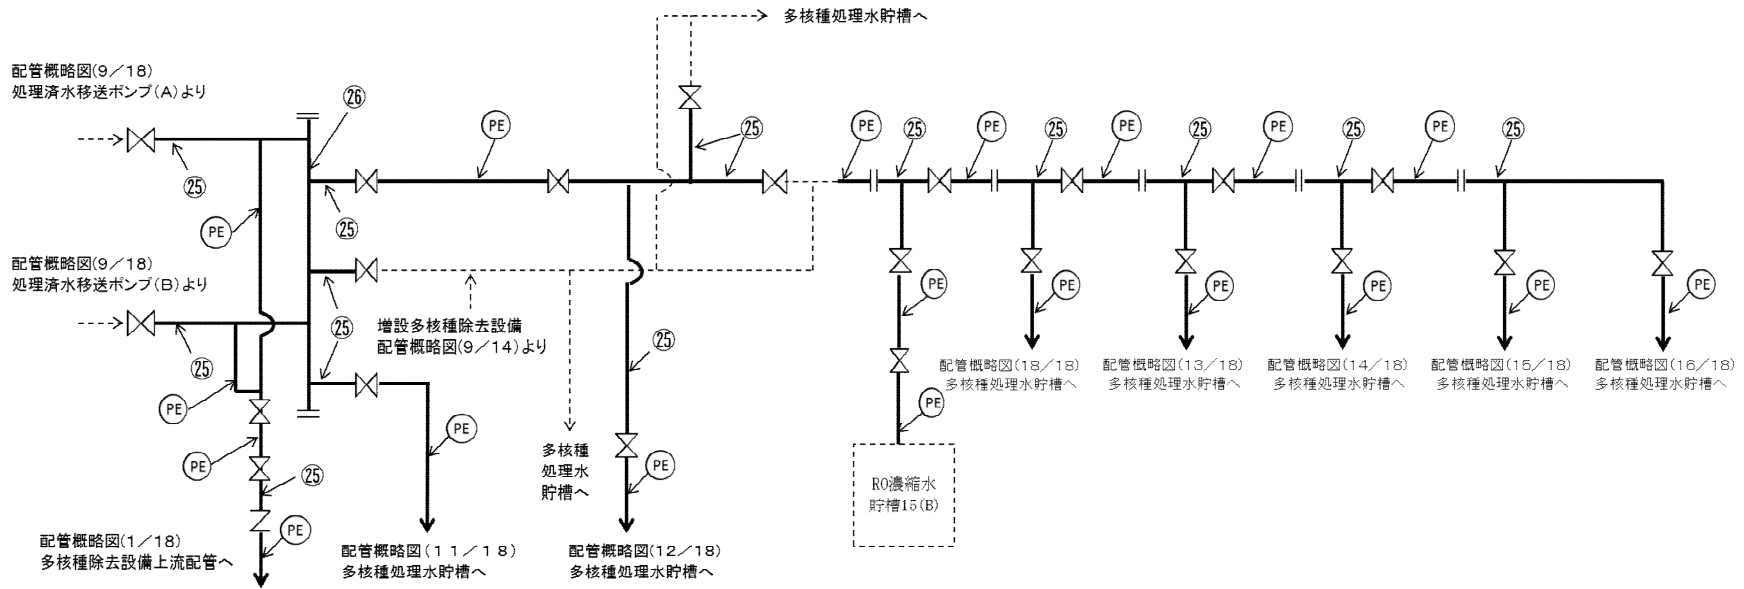 多核種処理水貯槽へ
配管概略図(9／18)
処理済水移送ポンプ(A)より
㉖
PE
㉕
PE
㉕
PE
㉕
PE
㉕
PE
㉕
PE
㉕
㉕
PE
㉕
配管概略図(9／18)
処理済水移送ポンプ(B)より
PE
PE
PE
PE
PE
PE
㉕
㉕
㉕
増設多核種除去設備
配管概略図(9／14)より
配管概略図(18／18)
多核種処理水貯槽へ
配管概略図(13／18)
多核種処理水貯槽へ
配管概略図(14／18)
多核種処理水貯槽へ
配管概略図(15／18)
多核種処理水貯槽へ
配管概略図(16／18)
多核種処理水貯槽へ
PE
PE
PE
多核種
処理水
貯槽へ
PE
PE
㉕
RO濃縮水
貯槽15(B)
PE
配管概略図(1／18)
多核種除去設備上流配管へ
配管概略図(１１／１８)
多核種処理水貯槽へ
配管概略図(12／18)
多核種処理水貯槽へ